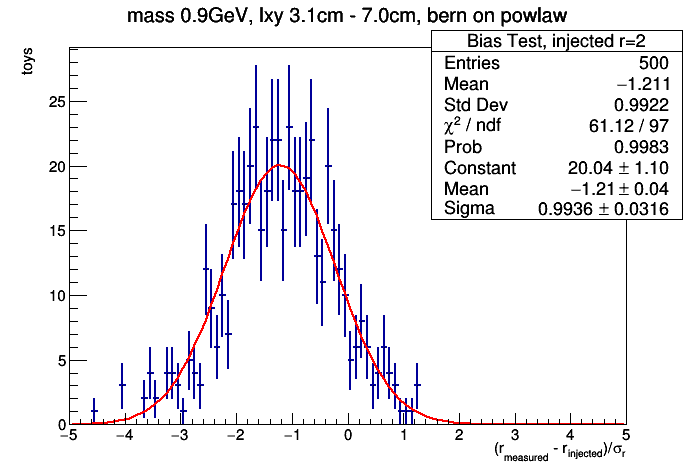 mass 0.9GeV, lxy 3.1cm - 7.0cm, bern on powlaw
toys
Bias Test, injected r=2
Entries 500
Mean −1.211
Std Dev 0.9922
χ² / ndf 61.12 / 97
Prob 0.9983
Constant 20.04 ± 1.10
Mean −1.21 ± 0.04
Sigma 0.9936 ± 0.0316
25
20
15
10
5
0
−5 −4 −3 −2 −1 0 1 2 3 4 5
(r_measured - r_injected)/σ_r